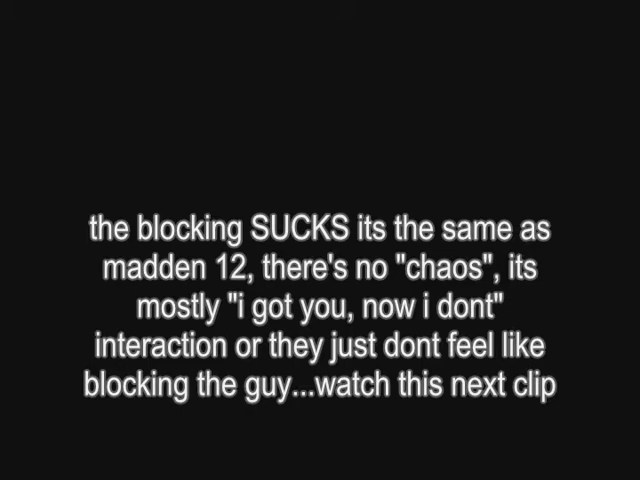 the blocking SUCKS its the same as
madden 12, there's no "chaos", its
mostly "i got you, now i dont"
interaction or they just dont feel like
blocking the guy...watch this next clip